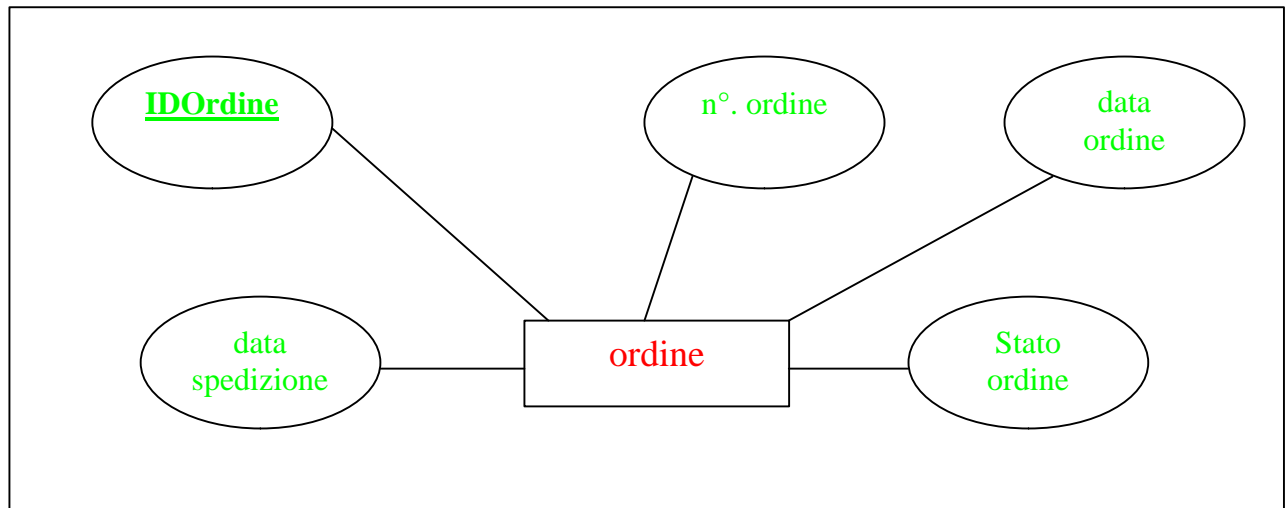 IDOrdine
n°. ordine
data
ordine
data
spedizione
ordine
Stato
ordine